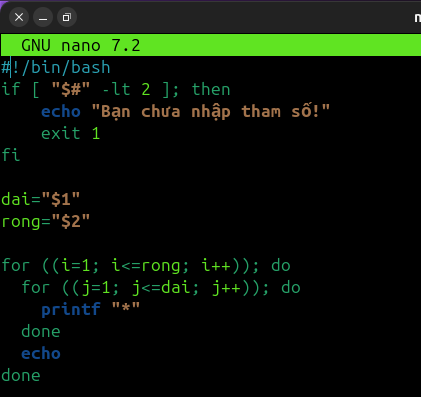 m
GNU nano 7.2
#!/bin/bash
if [ "$#" -lt 2 ]; then
    echo "Bạn chưa nhập tham số!"
    exit 1
fi

dai="$1"
rong="$2"

for ((i=1; i<=rong; i++)); do
  for ((j=1; j<=dai; j++)); do
    printf "*"
  done
  echo
done